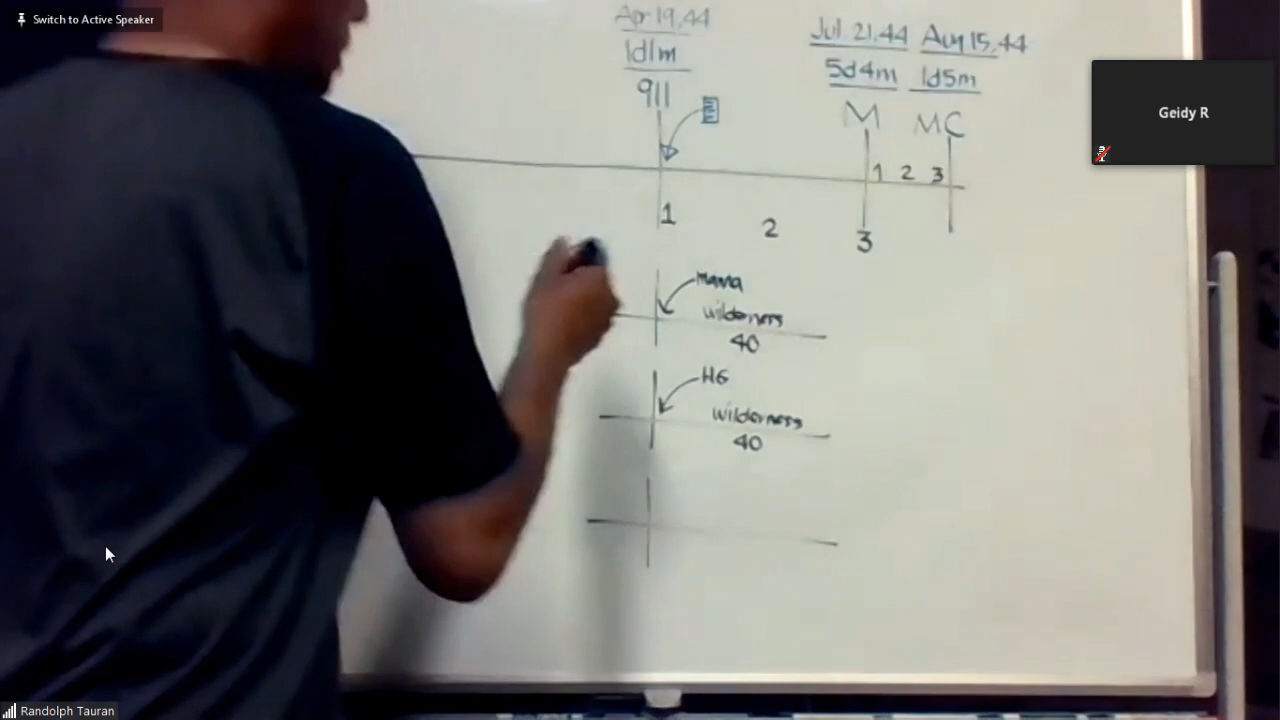 Switch to Active Speaker
Apr 19,44
1d1m
911
Jul 21,44 Aug 15,44
5d4m 1d5m
M MC
Geidy R
1 2 3
1 2 3
mana
wilderness
40
HG
wilderness
40
Randolph Tauran